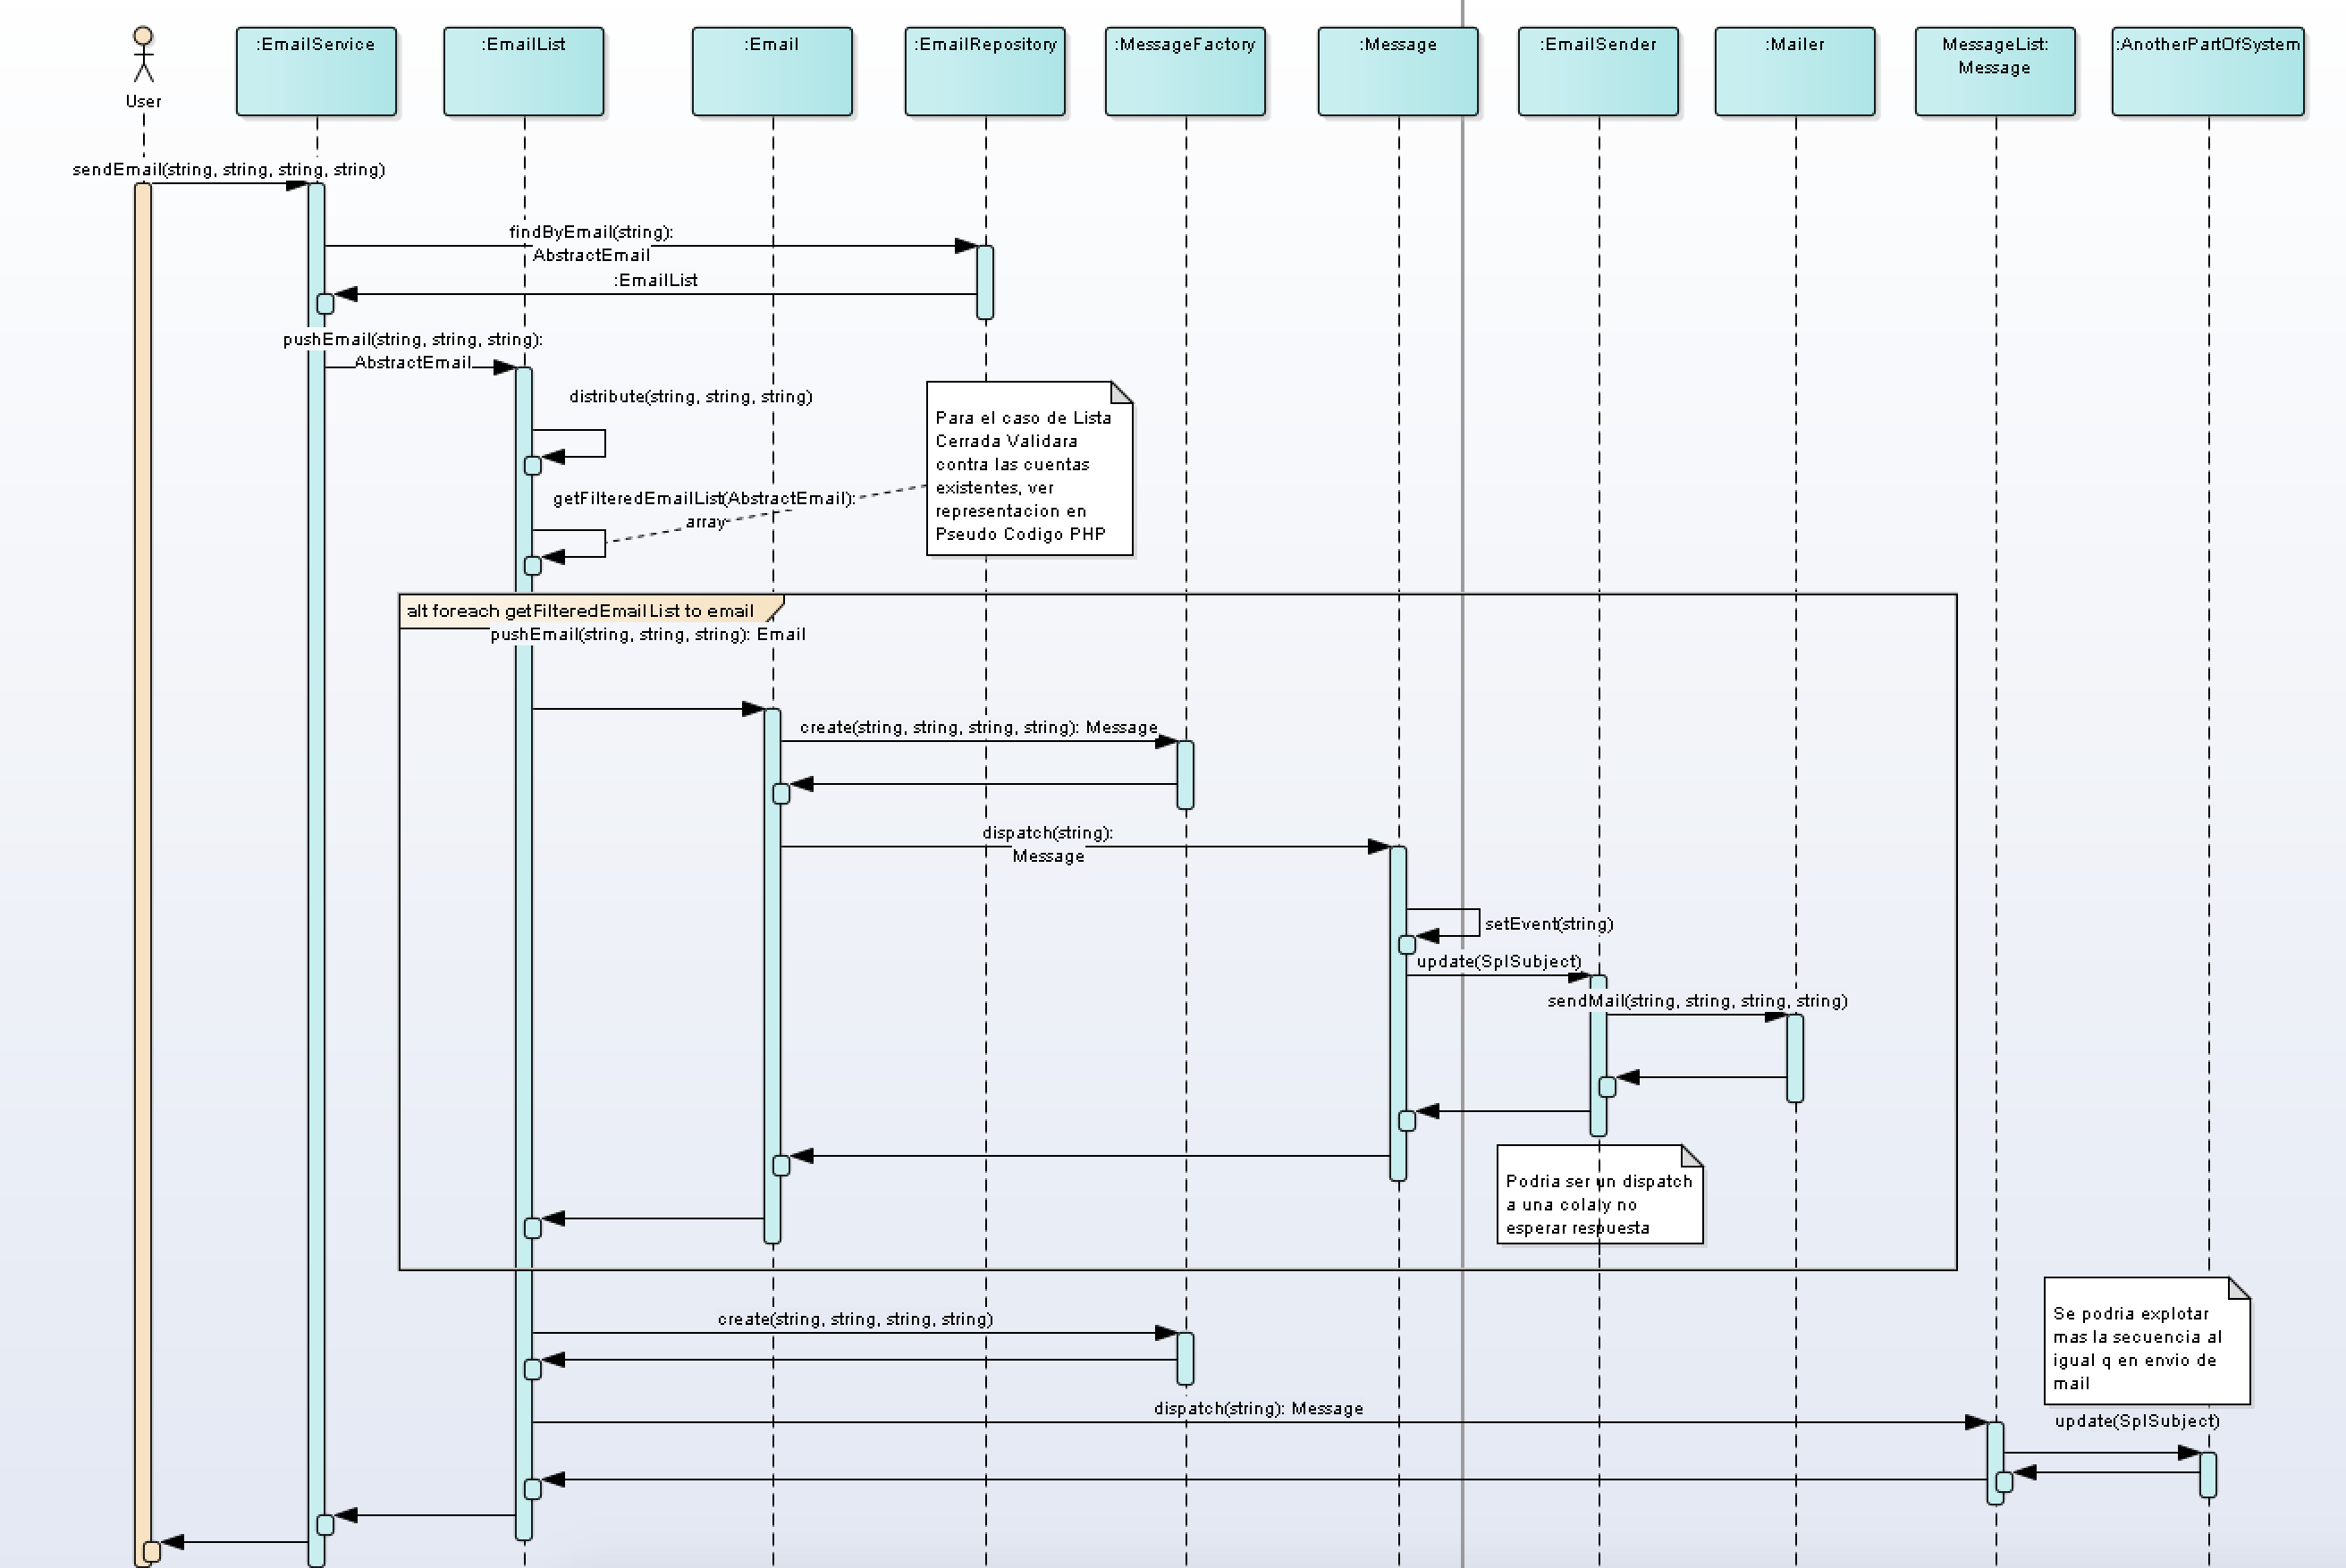 :EmailService
:EmailList
:Email
:EmailRepository
:MessageFactory
:Message
:EmailSender
:Mailer
MessageList:
Message
:AnotherPartOfSystem
User
sendEmail(string, string, string, string)
findByEmail(string):
AbstractEmail
:EmailList
pushEmail(string, string, string):
AbstractEmail
distribute(string, string, string)
Para el caso de Lista
Cerrada Validara
contra las cuentas
existentes, ver
representacion en
Pseudo Codigo PHP
getFilteredEmailList(AbstractEmail):
array
alt foreach getFilteredEmailList to email
pushEmail(string, string, string): Email
create(string, string, string, string): Message
dispatch(string):
Message
setEvent(string)
update(SplSubject)
sendMail(string, string, string, string)
Podria ser un dispatch
a una cola y no
esperar respuesta
create(string, string, string, string)
Se podria explotar
mas la secuencia al
igual q en envio de
mail
dispatch(string): Message
update(SplSubject)